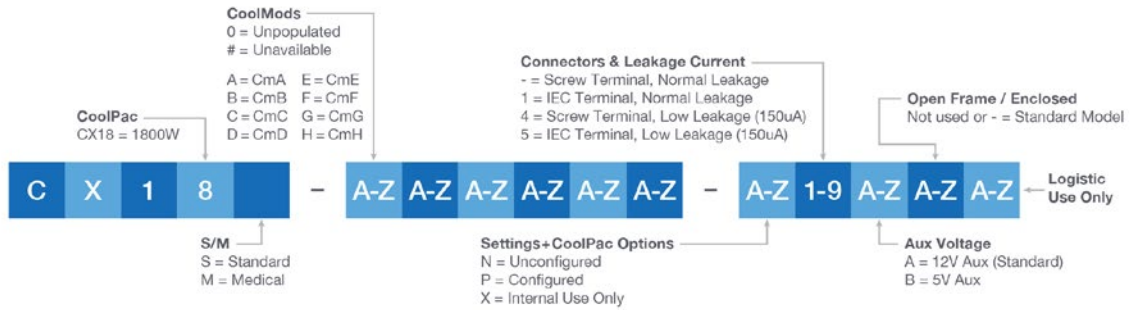 CoolMods
0 = Unpopulated
# = Unavailable
A = CmA E = CmE
B = CmB F = CmF
C = CmC G = CmG
D = CmD H = CmH
Connectors & Leakage Current
- = Screw Terminal, Normal Leakage
1 = IEC Terminal, Normal Leakage
4 = Screw Terminal, Low Leakage (150uA)
5 = IEC Terminal, Low Leakage (150uA)
Open Frame / Enclosed
Not used or - = Standard Model
CoolPac
CX18 = 1800W
C X 1 8 - A-Z A-Z A-Z A-Z A-Z A-Z - A-Z 1-9 A-Z A-Z A-Z
Logistic
Use Only
S/M
S = Standard
M = Medical
Settings+CoolPac Options
N = Unconfigured
P = Configured
X = Internal Use Only
Aux Voltage
A = 12V Aux (Standard)
B = 5V Aux